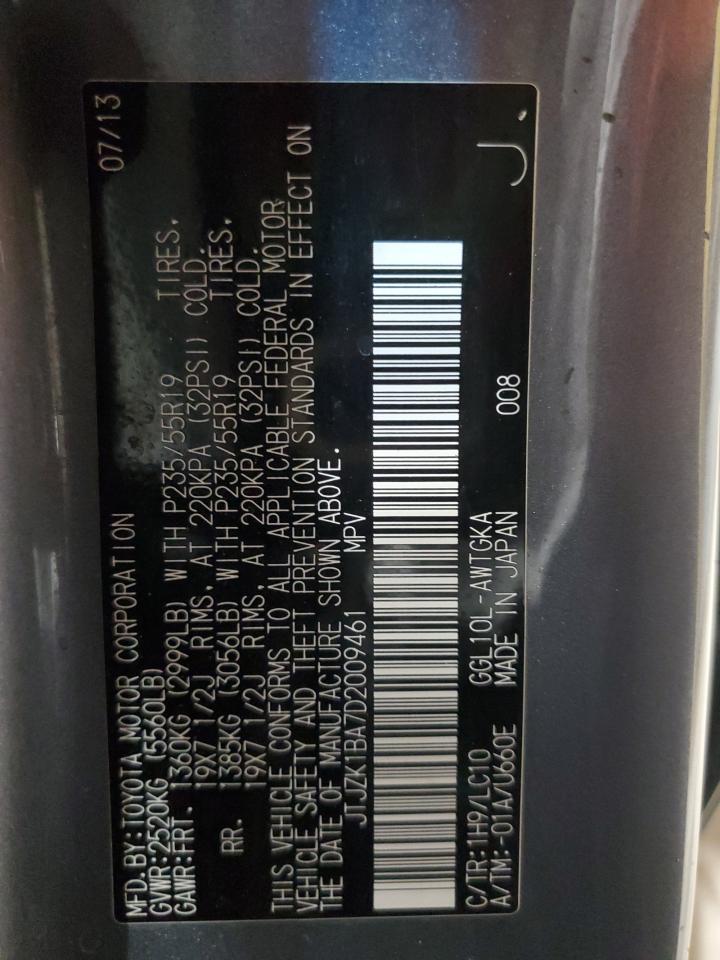 MFD.BY:TOYOTA MOTOR CORPORATION 07/13
GVWR:2520KG (5560LB)
GAWR:FRT. 1360KG (2999LB) WITH P235/55R19 TIRES,
19X7 1/2J RIMS, AT 220KPA (32PSI) COLD.
RR. 1385KG (3056LB) WITH P235/55R19 TIRES,
19X7 1/2J RIMS, AT 220KPA (32PSI) COLD.
THIS VEHICLE CONFORMS TO ALL APPLICABLE FEDERAL MOTOR
VEHICLE SAFETY AND THEFT PREVENTION STANDARDS IN EFFECT ON
THE DATE OF MANUFACTURE SHOWN ABOVE.
JTJZK1BA7D2009461 MPV
C/TR:1H9/LC10 GGL10L-AWTGKA 008
A/TM:-01A/U660E MADE IN JAPAN J.